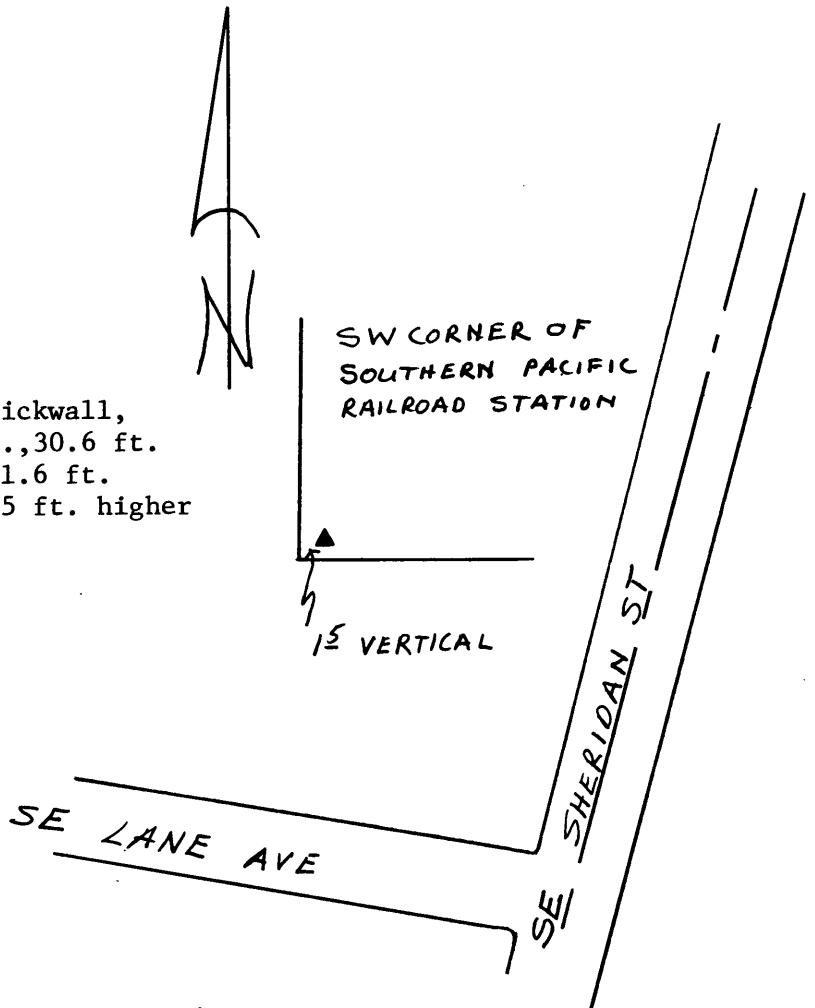 N
SW CORNER OF
SOUTHERN PACIFIC
RAILROAD STATION
ickwall,
.,30.6 ft.
1.6 ft.
5 ft. higher
1⁵ VERTICAL
SE SHERIDAN ST
SE LANE AVE